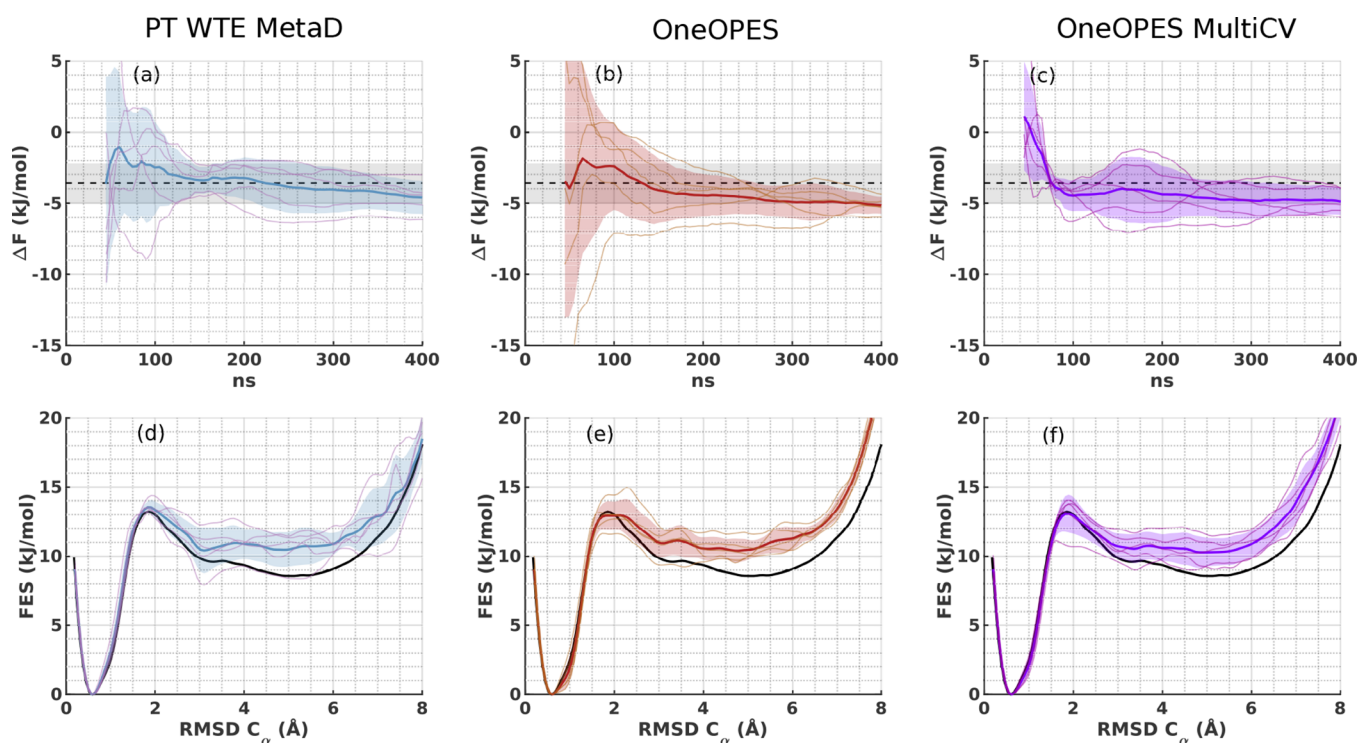 PT WTE MetaD
OneOPES
OneOPES MultiCV
(a)
5
0
-5
-10
-15
ΔF (kJ/mol)
0 100 200 300 400
ns
(b)
5
0
-5
-10
-15
ΔF (kJ/mol)
0 100 200 300 400
ns
(c)
5
0
-5
-10
-15
ΔF (kJ/mol)
0 100 200 300 400
ns
(d)
20
15
10
5
0
FES (kJ/mol)
0 2 4 6 8
RMSD Cα (Å)
(e)
20
15
10
5
0
FES (kJ/mol)
0 2 4 6 8
RMSD Cα (Å)
(f)
20
15
10
5
0
FES (kJ/mol)
0 2 4 6 8
RMSD Cα (Å)